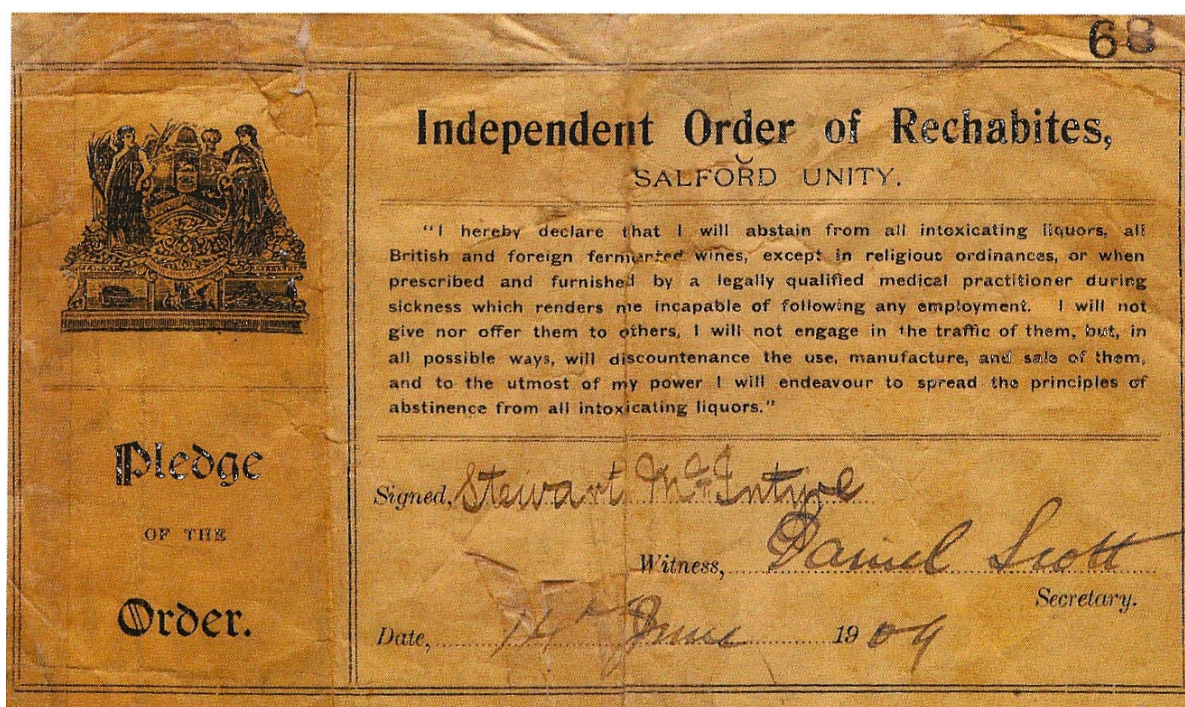 68
Independent Order of Rechabites,
SALFORD UNITY.
"I hereby declare that I will abstain from all intoxicating liquors, all
British and foreign fermented wines, except in religious ordinances, or when
prescribed and furnished by a legally qualified medical practitioner during
sickness which renders me incapable of following any employment. I will not
give nor offer them to others, I will not engage in the traffic of them, but, in
all possible ways, will discountenance the use, manufacture, and sale of them,
and to the utmost of my power I will endeavour to spread the principles of
abstinence from all intoxicating liquors."
Pledge
OF THE
Order.
Signed, Stewart McIntyre
Witness, Daniel Scott
Secretary.
Date, 14th June 1909